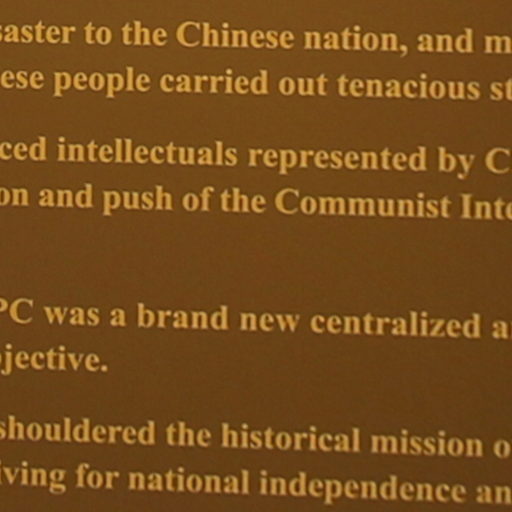 saster to the Chinese nation, and m
ese people carried out tenacious st
ced intellectuals represented by C
on and push of the Communist Inte
PC was a brand new centralized a
jective.
shouldered the historical mission o
iving for national independence an